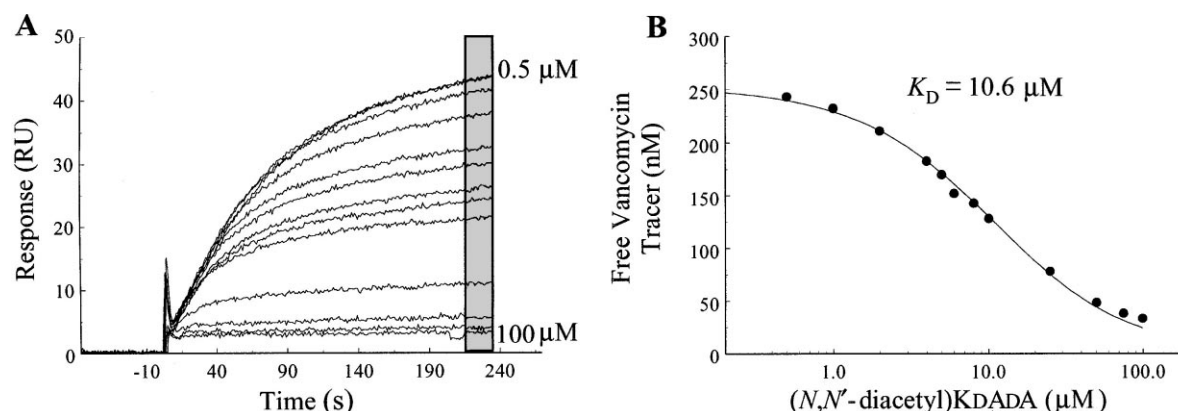 A
50
40
30
20
10
0
Response (RU)
0.5 µM
100 µM
-10 40 90 140 190 240
Time (s)
B
300
250
200
150
100
50
0
Free Vancomycin
Tracer (nM)
K_D = 10.6 µM
1.0 10.0 100.0
(N,N′-diacetyl)KDADA (µM)